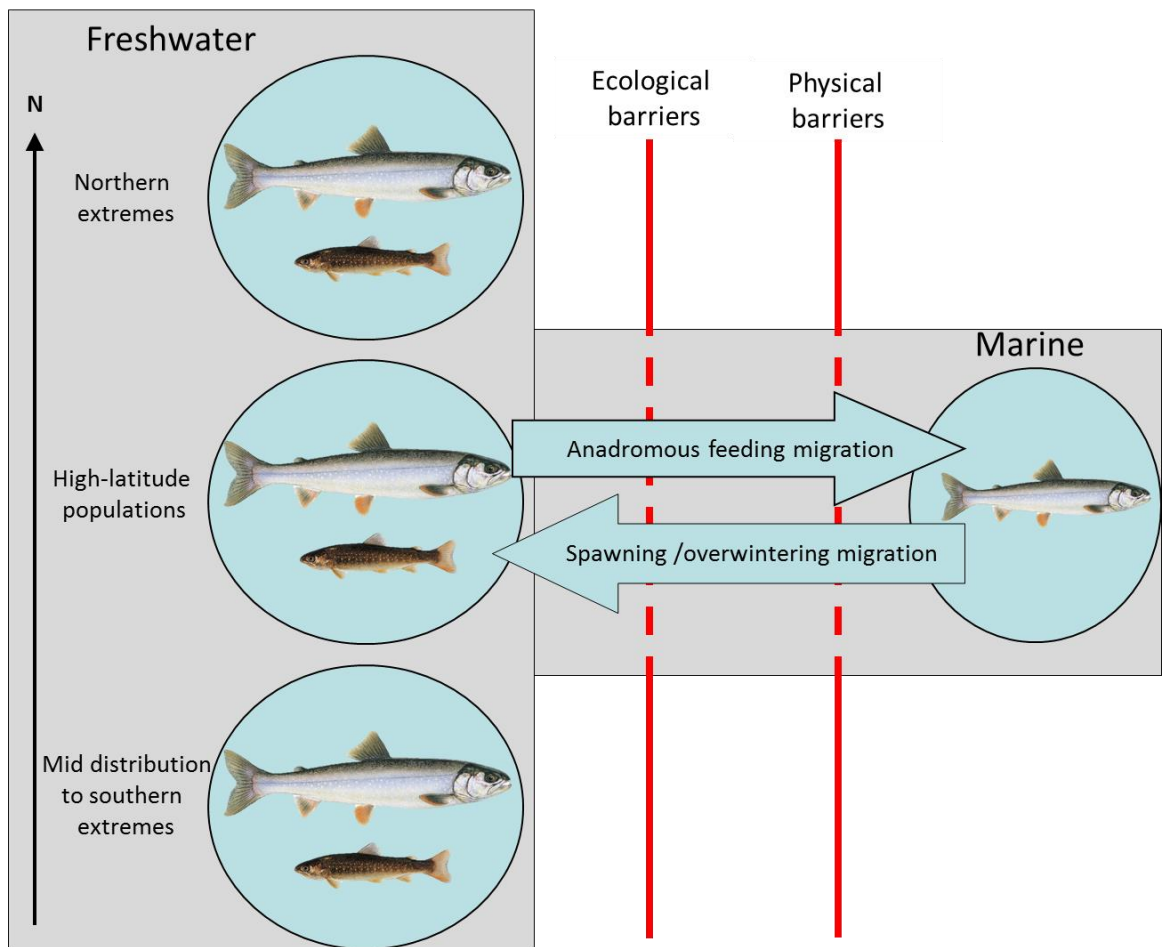 Freshwater
N
Northern
extremes
High-latitude
populations
Mid distribution
to southern
extremes
Ecological
barriers
Physical
barriers
Marine
Anadromous feeding migration
Spawning /overwintering migration